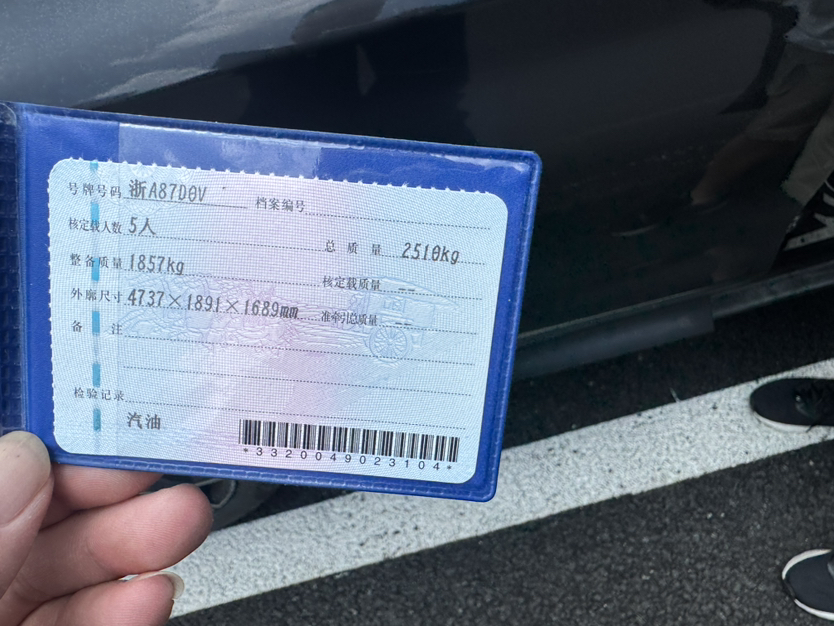 号牌号码 浙A87D0V 档案编号
核定载人数 5人 总质量 2510kg
整备质量 1857kg 核定载质量 --
外廓尺寸 4737×1891×1689mm 准牵引总质量 --
备注
检验记录
汽油
*3320049023104*